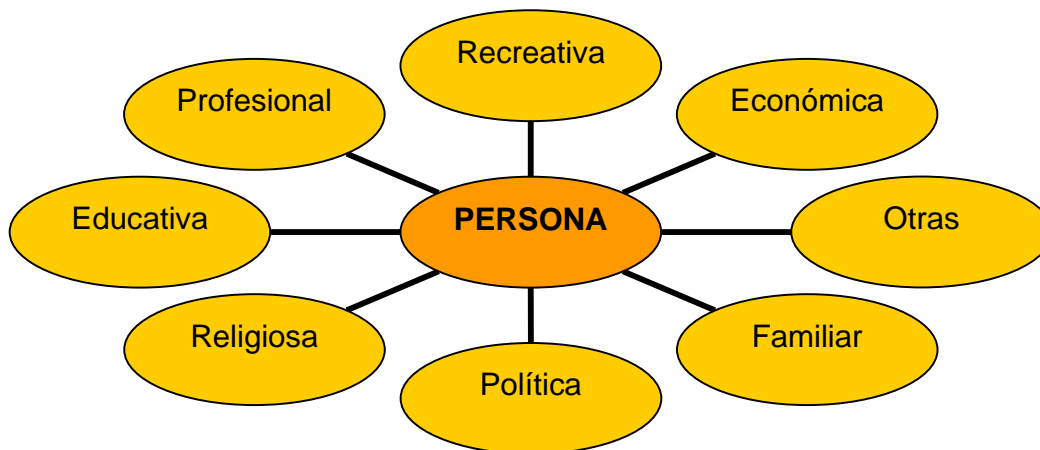 Recreativa
Profesional
Económica
Educativa
PERSONA
Otras
Religiosa
Familiar
Política